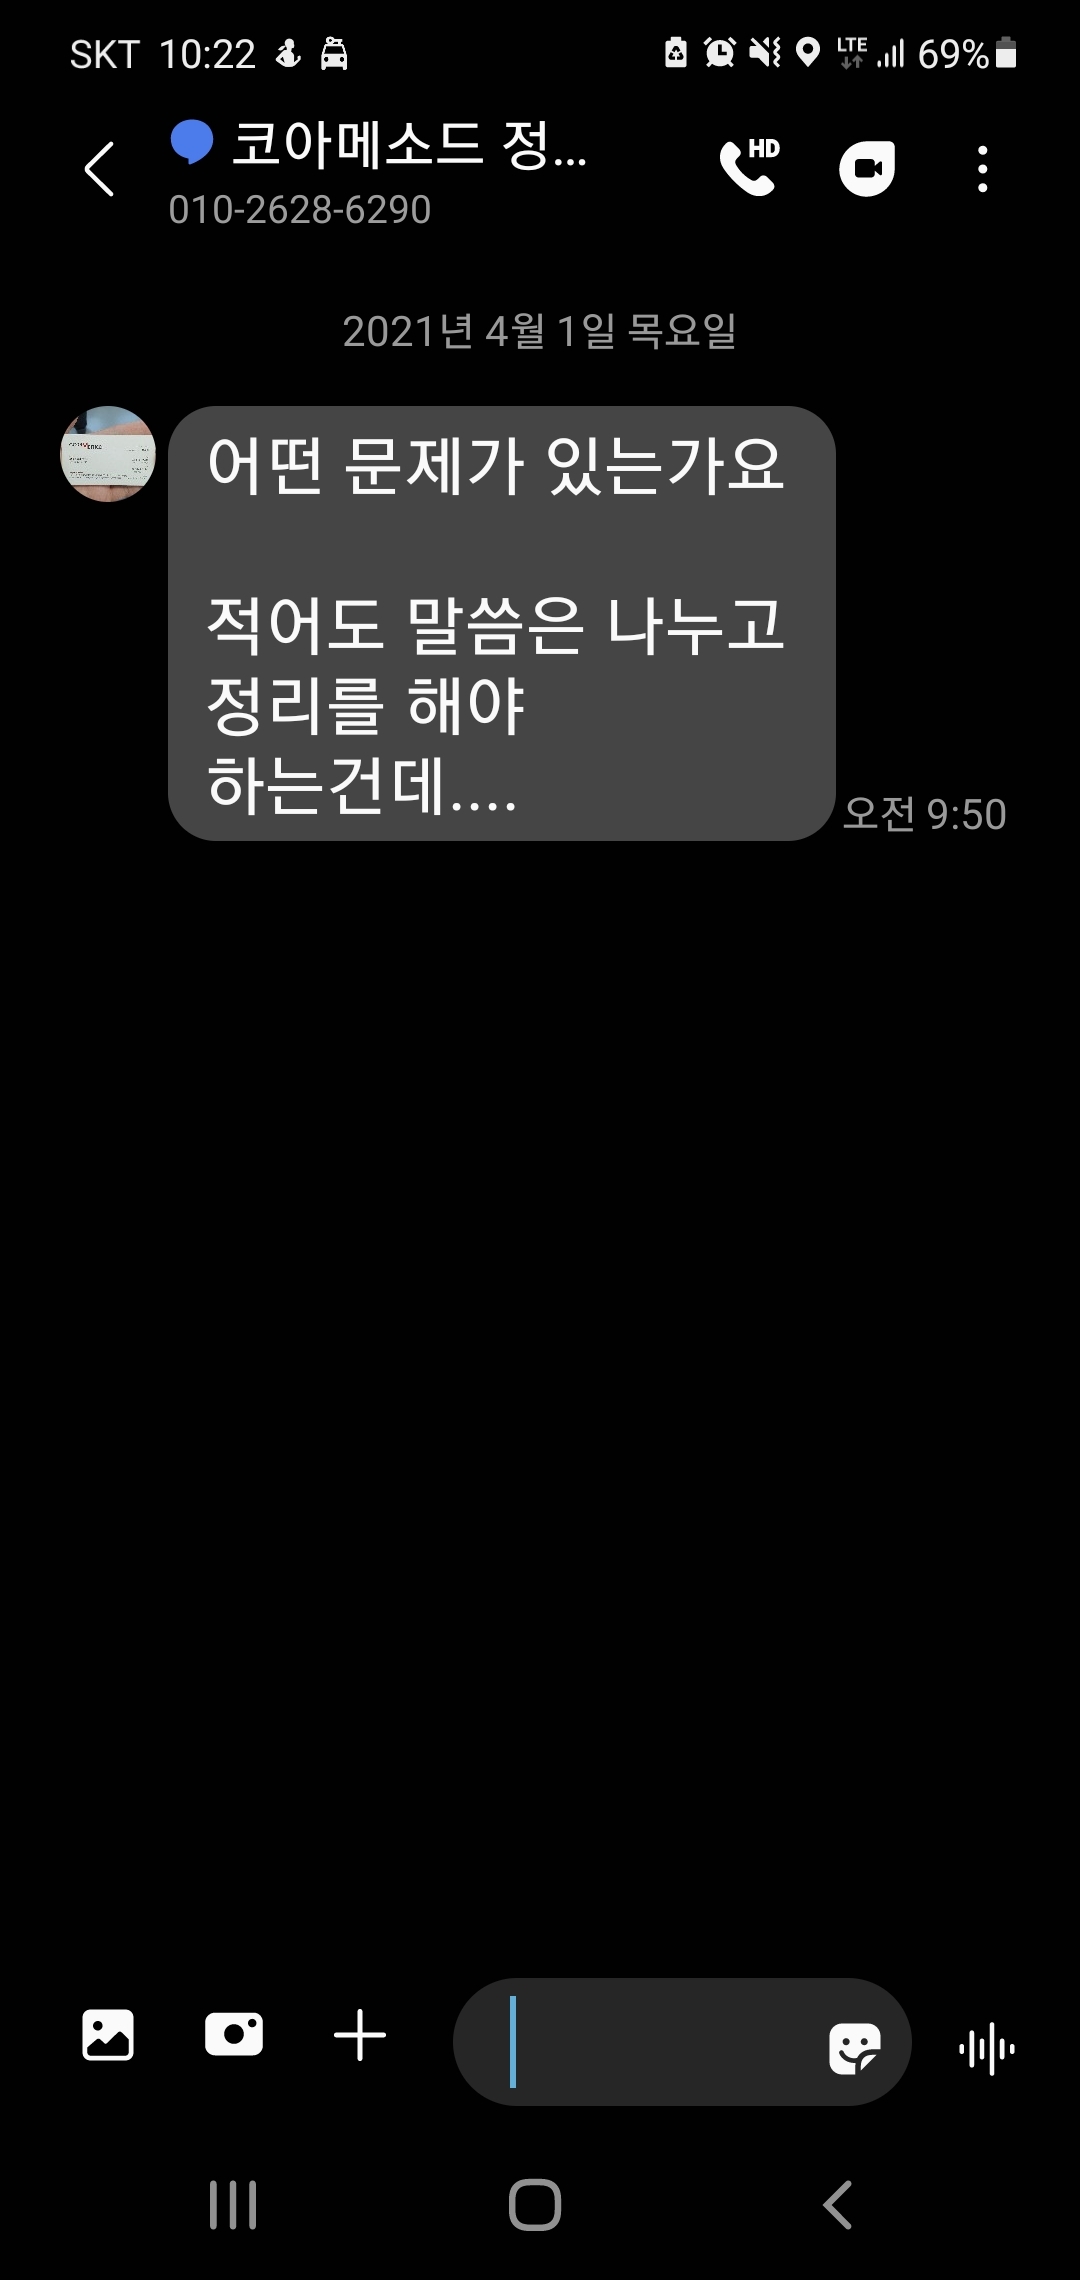 SKT 10:22
LTE 69%
코아메소드 정...
HD
010-2628-6290
2021년 4월 1일 목요일
어떤 문제가 있는가요
적어도 말씀은 나누고
정리를 해야
하는건데....
오전 9:50